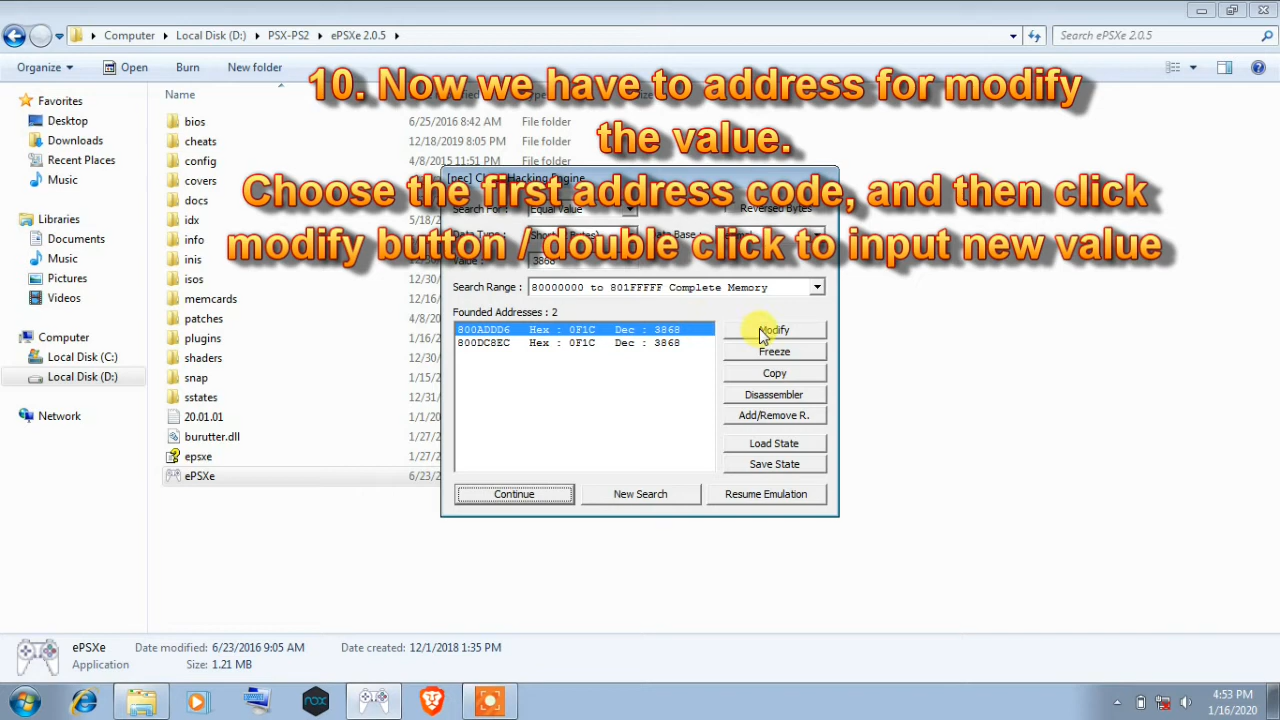 Computer ▸ Local Disk (D:) ▸ PSX-PS2 ▸ ePSXe 2.0.5 ▸
Search ePSXe 2.0.5
Organize Open Burn New folder
10. Now we have to address for modify
the value.
Choose the first address code, and then click
modify button / double click to input new value
Favorites
Desktop
Downloads
Recent Places
Music
Libraries
Documents
Music
Pictures
Videos
Computer
Local Disk (C:)
Local Disk (D:)
Network
Name
bios 6/25/2016 8:42 AM File folder
cheats 12/18/2019 8:05 PM File folder
config 4/8/2015 11:51 PM File folder
covers
docs
idx
info
inis
isos
memcards
patches
plugins
shaders
snap
sstates
20.01.01
burutter.dll
epsxe
ePSXe
Search For : Equal Value Reversed Bytes
Value : 3868
Search Range : 80000000 to 801FFFFF Complete Memory
Founded Addresses : 2
800ADDD6 Hex : 0F1C Dec : 3868
800DC8EC Hex : 0F1C Dec : 3868
Modify
Freeze
Copy
Disassembler
Add/Remove R.
Load State
Save State
Continue New Search Resume Emulation
ePSXe Date modified: 6/23/2016 9:05 AM Date created: 12/1/2018 1:35 PM
Application Size: 1.21 MB
nox
4:53 PM
1/16/2020